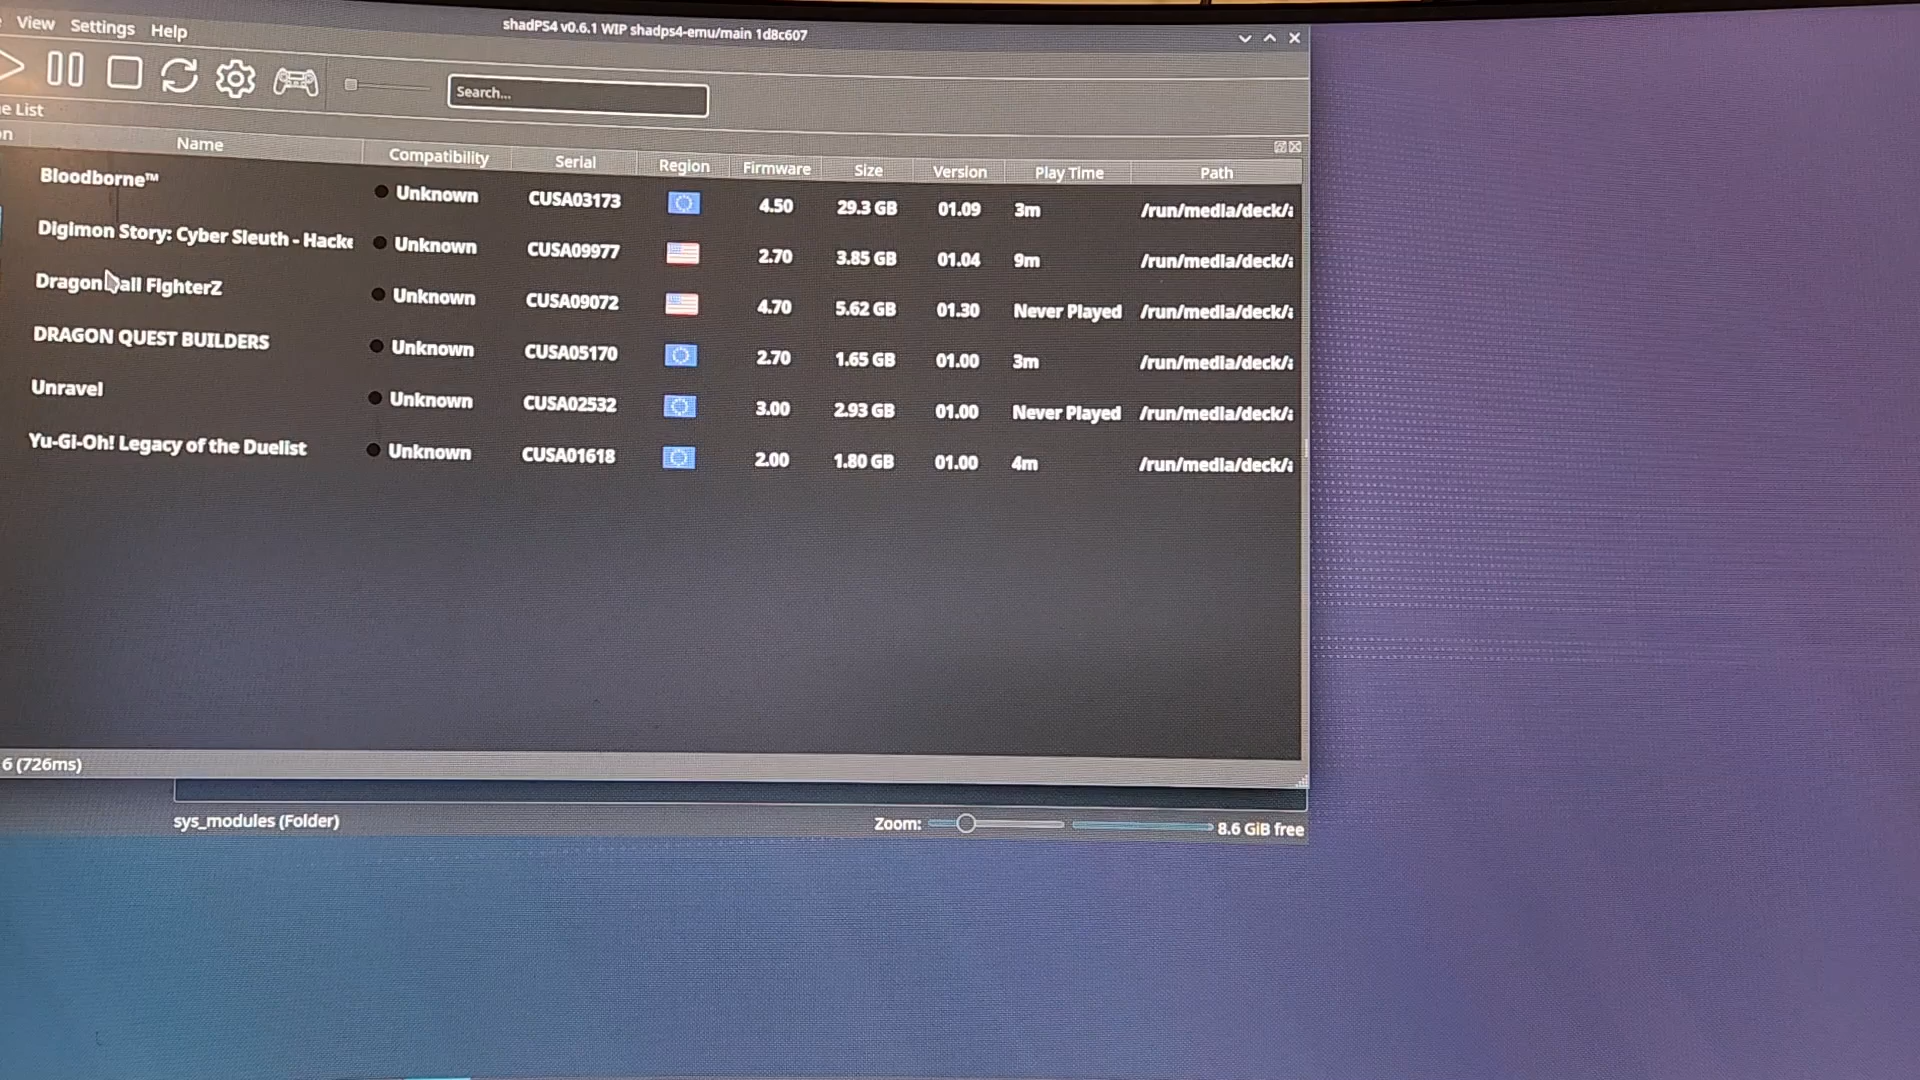 View Settings Help
shadPS4 v0.6.1 WIP shadps4-emu/main 1d8c607
Search...
e List
on Name Compatibility Serial Region Firmware Size Version Play Time Path
Bloodborne™ Unknown CUSA03173 4.50 29.3 GB 01.09 3m /run/media/deck/a
Digimon Story: Cyber Sleuth - Hacke Unknown CUSA09977 2.70 3.85 GB 01.04 9m /run/media/deck/a
Dragon Ball FighterZ Unknown CUSA09072 4.70 5.62 GB 01.30 Never Played /run/media/deck/a
DRAGON QUEST BUILDERS Unknown CUSA05170 2.70 1.65 GB 01.00 3m /run/media/deck/a
Unravel Unknown CUSA02532 3.00 2.93 GB 01.00 Never Played /run/media/deck/a
Yu-Gi-Oh! Legacy of the Duelist Unknown CUSA01618 2.00 1.80 GB 01.00 4m /run/media/deck/a
6 (726ms)
sys_modules (Folder) Zoom: 8.6 GiB free